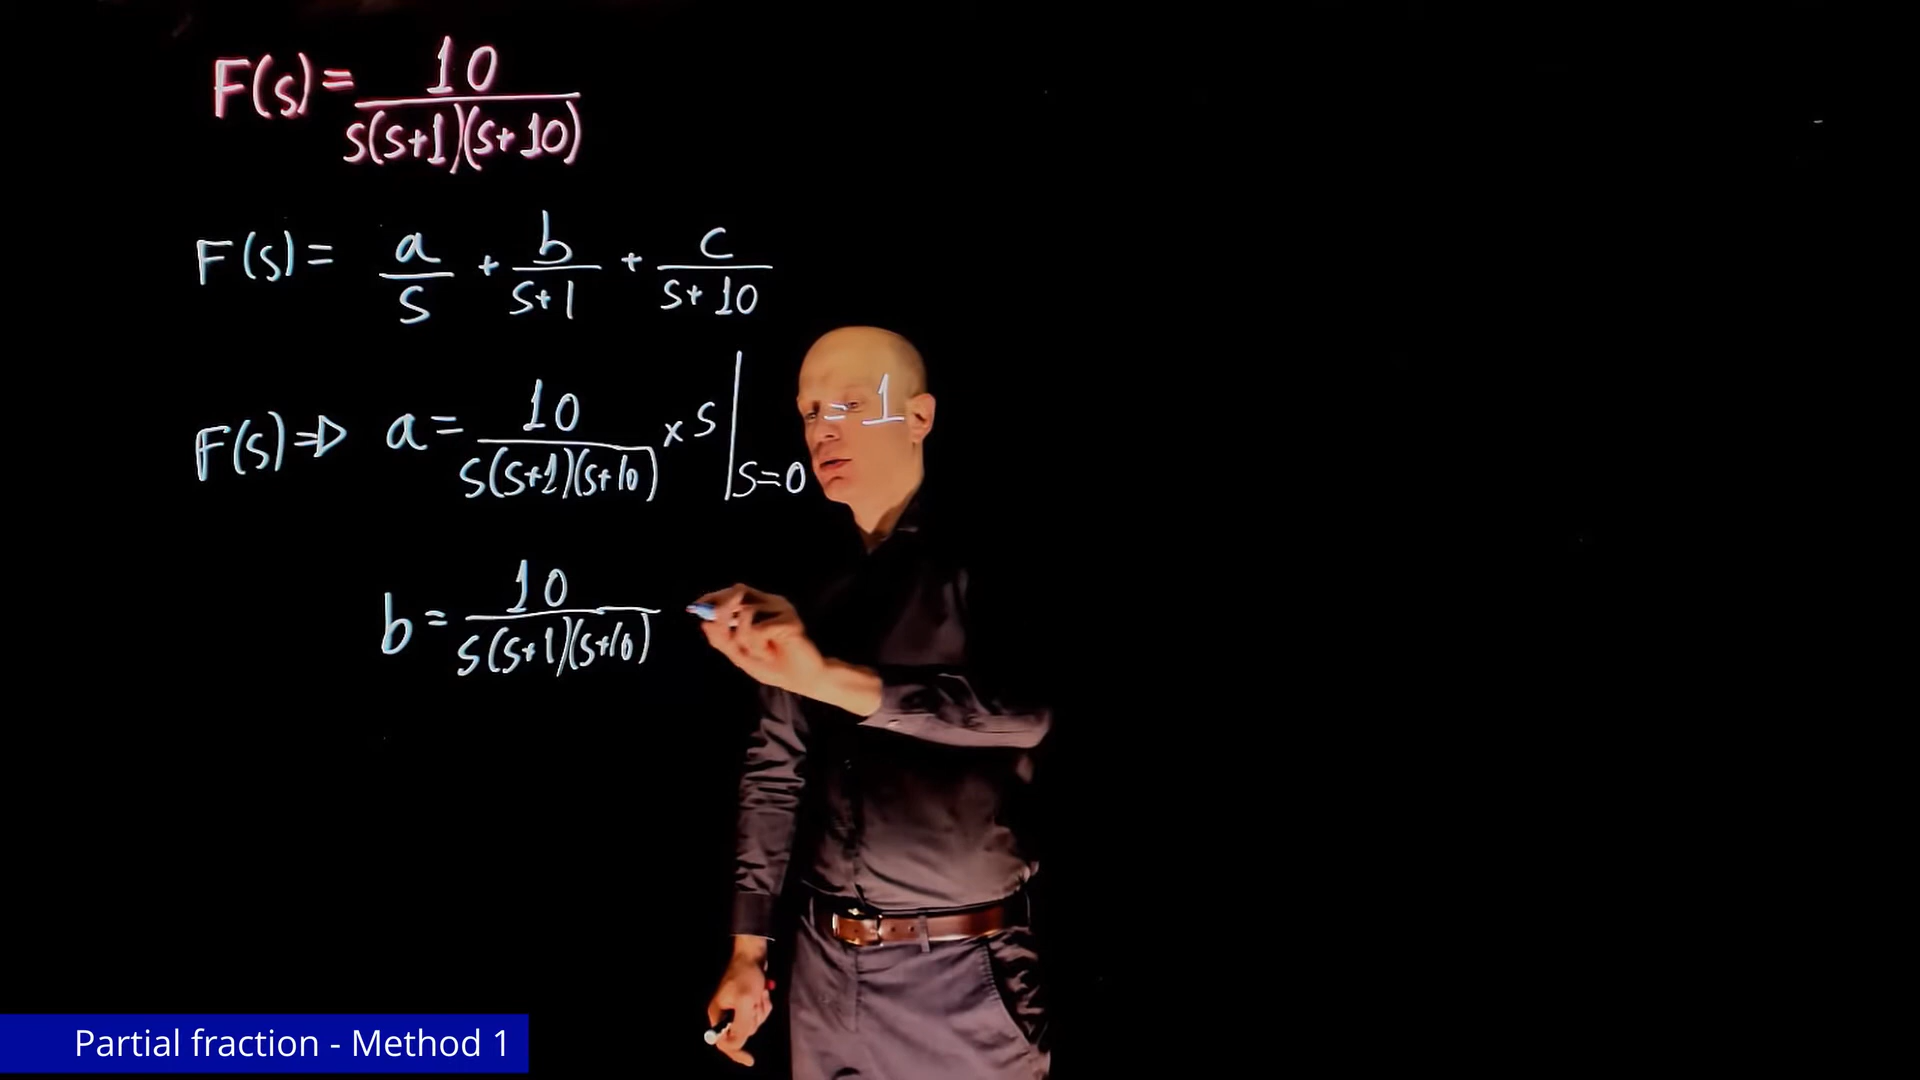 F(s) = 10 / s(s+1)(s+10)
F(s) = a/s + b/s+1 + c/s+10
F(s) ⇒ a = 10 / s(s+1)(s+10) × s |s=0 = 1
b = 10 / s(s+1)(s+10)
Partial fraction - Method 1